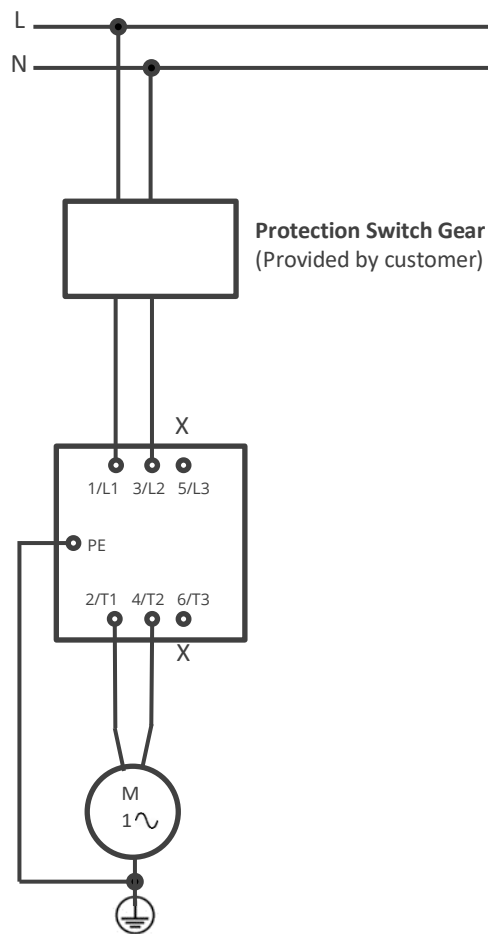 L
N
Protection Switch Gear
(Provided by customer)
X
1/L1 3/L2 5/L3
PE
2/T1 4/T2 6/T3
X
M
1